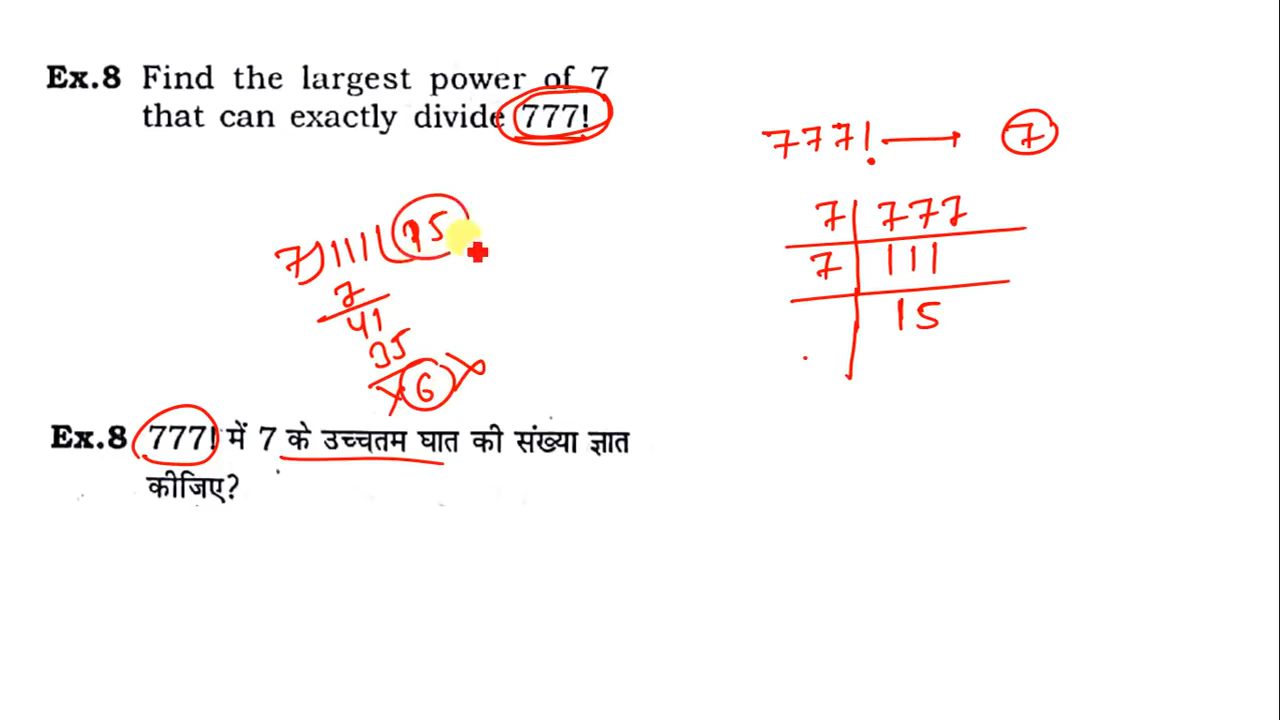 Ex.8 Find the largest power of 7
that can exactly divide 777!
777! → 7
7 | 777
7 | 111
15
7)111(15
7
41
35
6
Ex.8 777! में 7 के उच्चतम घात की संख्या ज्ञात
कीजिए?